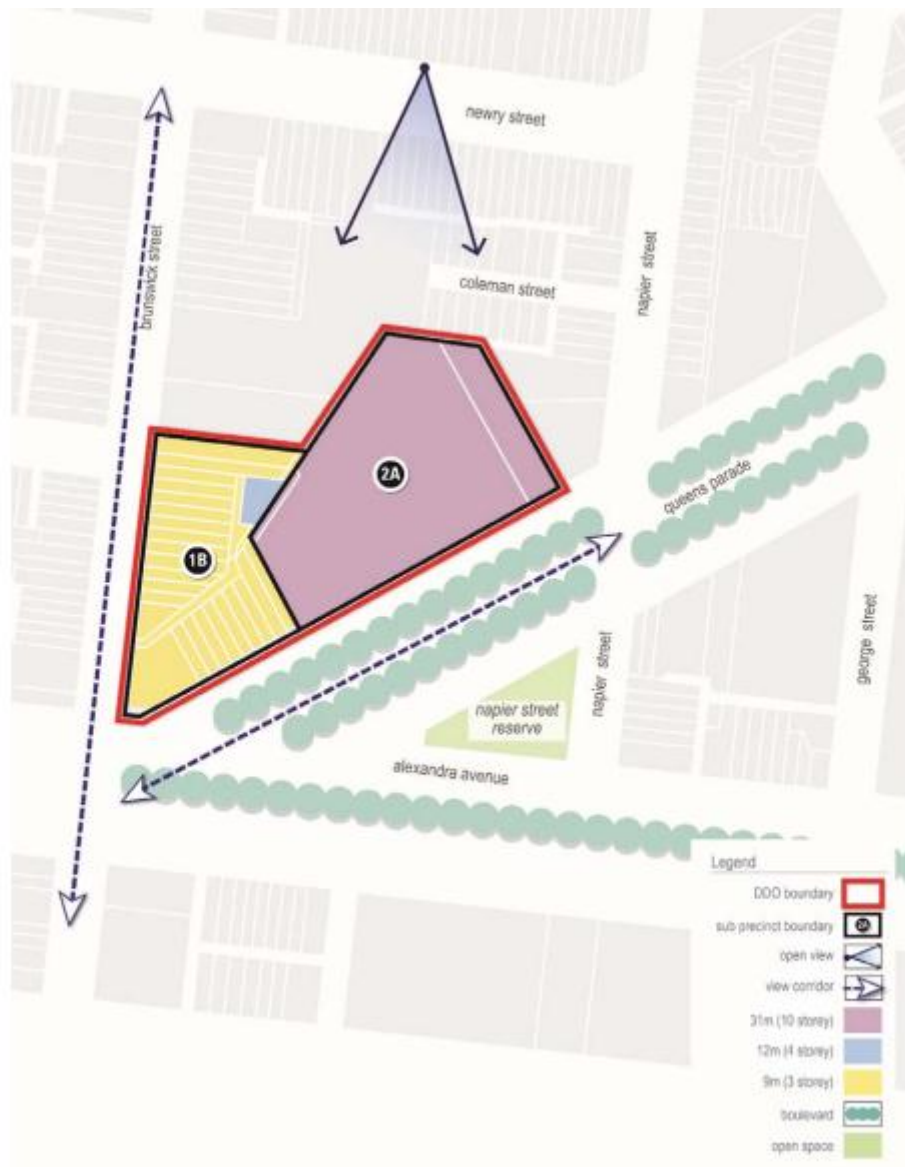 newry street
brunswick street
coleman street
napier street
2A
queens parade
1B
george street
napier street
napier street
reserve
alexandra avenue
Legend
DDO boundary
sub precinct boundary
2A
open view
view corridor
31m (10 storey)
12m (4 storey)
9m (3 storey)
boulevard
open space